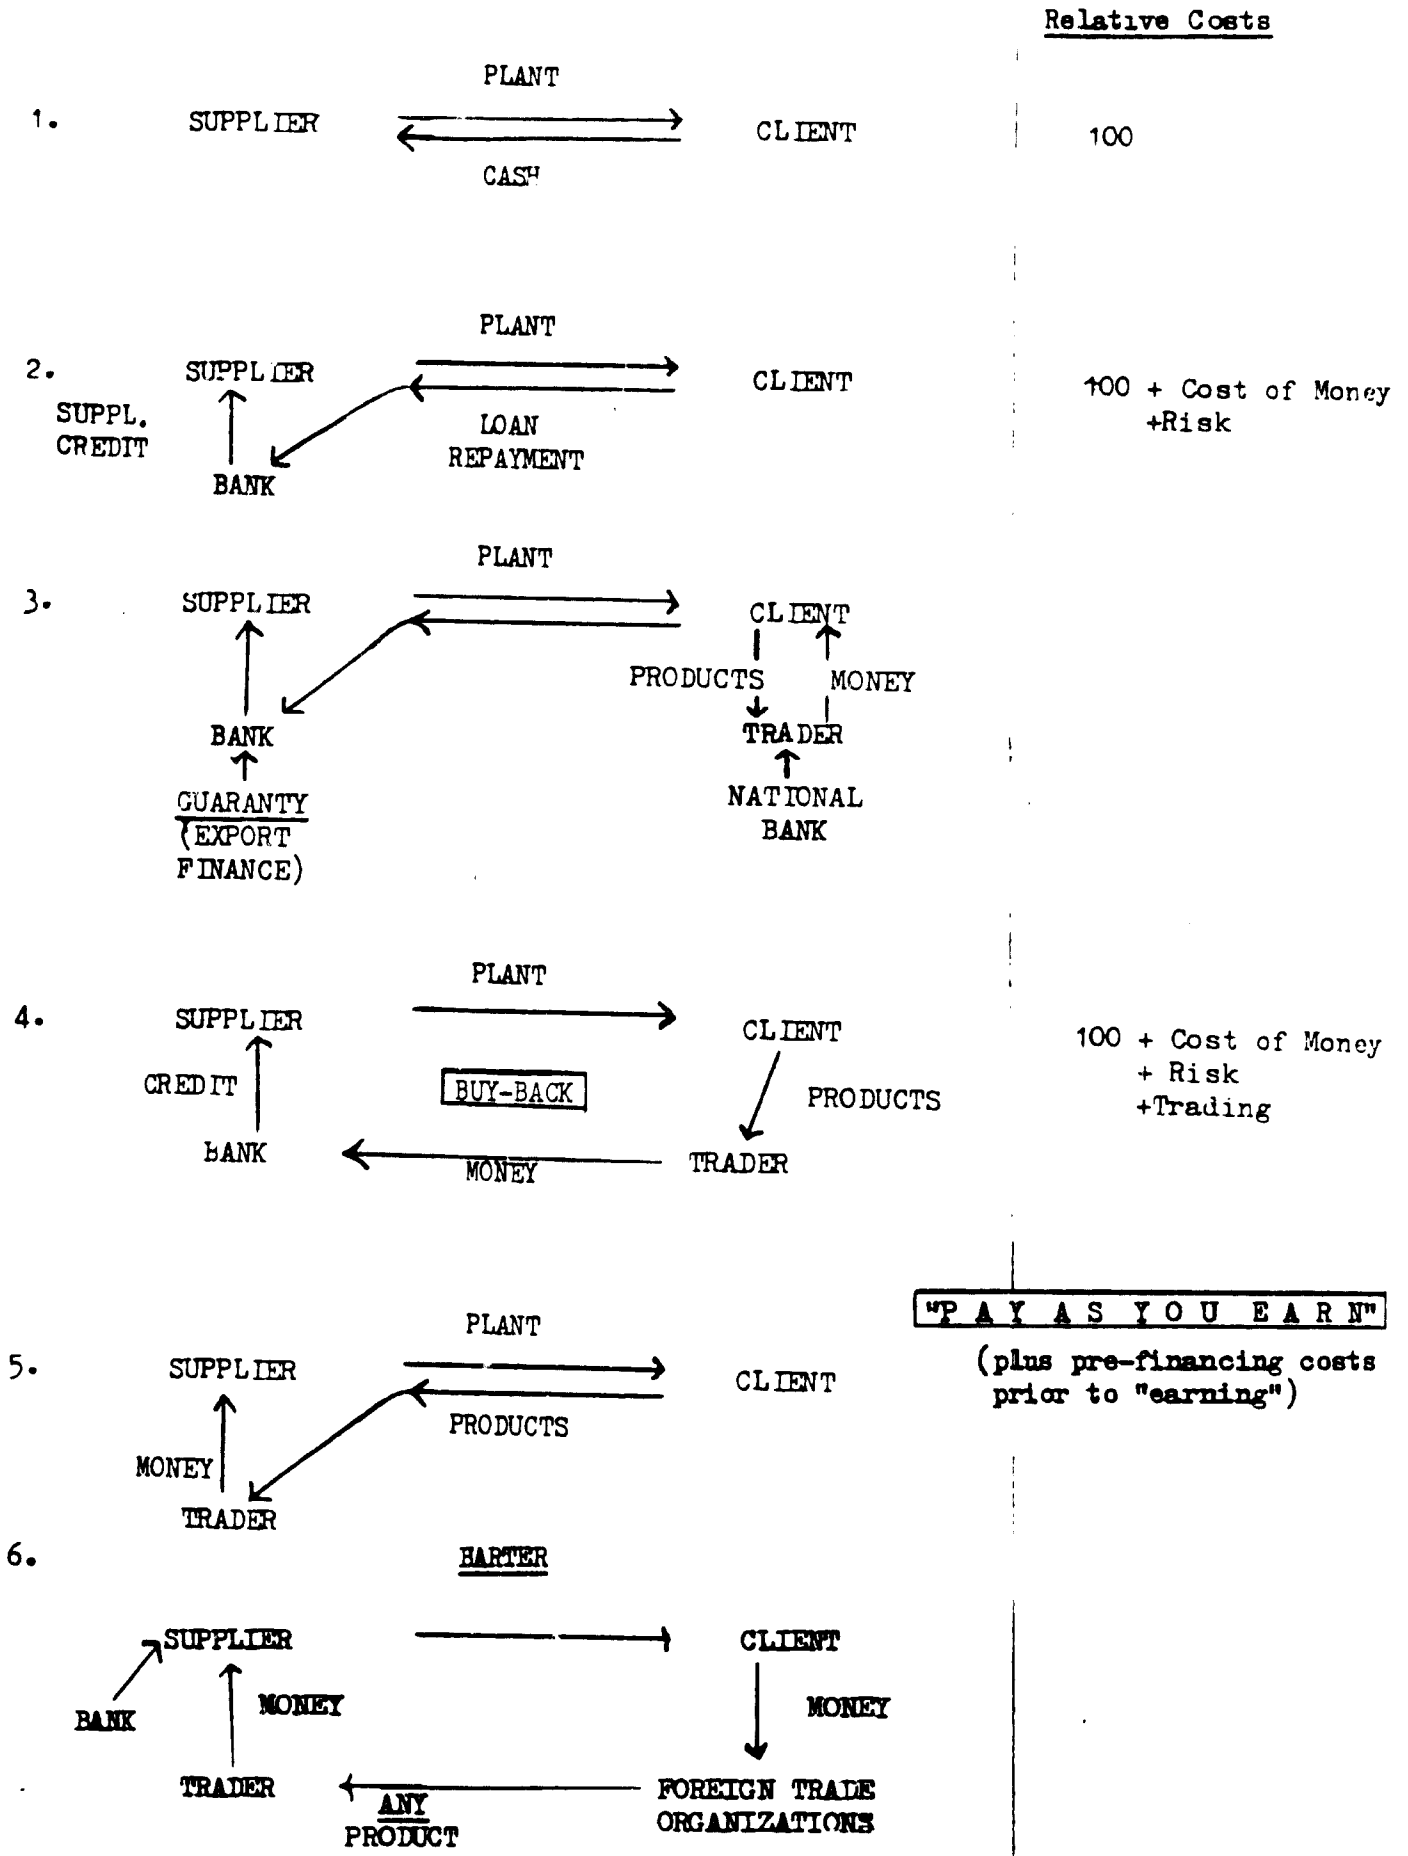 Relative Costs
PLANT
1. SUPPLIER CLIENT 100
CASH
PLANT
2. SUPPLIER CLIENT 100 + Cost of Money
+Risk
SUPPL.
CREDIT
LOAN
REPAYMENT
BANK
PLANT
3. SUPPLIER CLIENT
PRODUCTS MONEY
BANK TRADER
GUARANTY
(EXPORT
FINANCE)
NATIONAL
BANK
PLANT
4. SUPPLIER CLIENT 100 + Cost of Money
+ Risk
+Trading
CREDIT BUY-BACK PRODUCTS
BANK MONEY TRADER
"PAY AS YOU EARN"
(plus pre-financing costs
prior to "earning")
PLANT
5. SUPPLIER CLIENT
PRODUCTS
MONEY
TRADER
6. BARTER
SUPPLIER CLIENT
BANK MONEY MONEY
TRADER FOREIGN TRADE
ORGANIZATIONS
ANY
PRODUCT